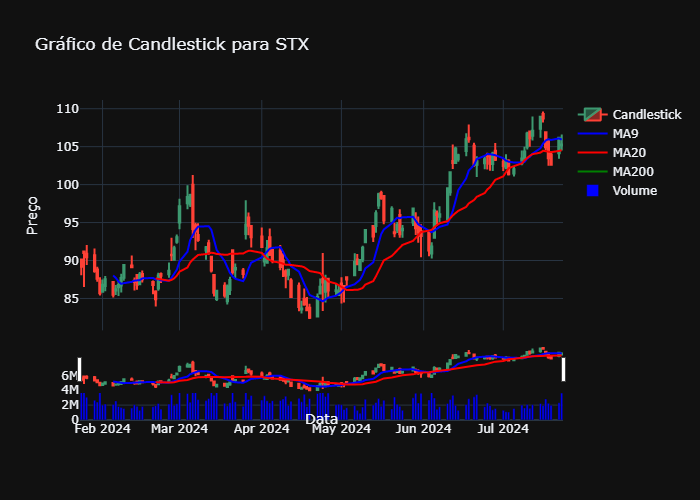 Gráfico de Candlestick para STX
Preço
110
105
100
95
90
85
6M
4M
2M
0
Feb 2024
Mar 2024
Apr 2024
May 2024
Jun 2024
Jul 2024
Data
Candlestick
MA9
MA20
MA200
Volume